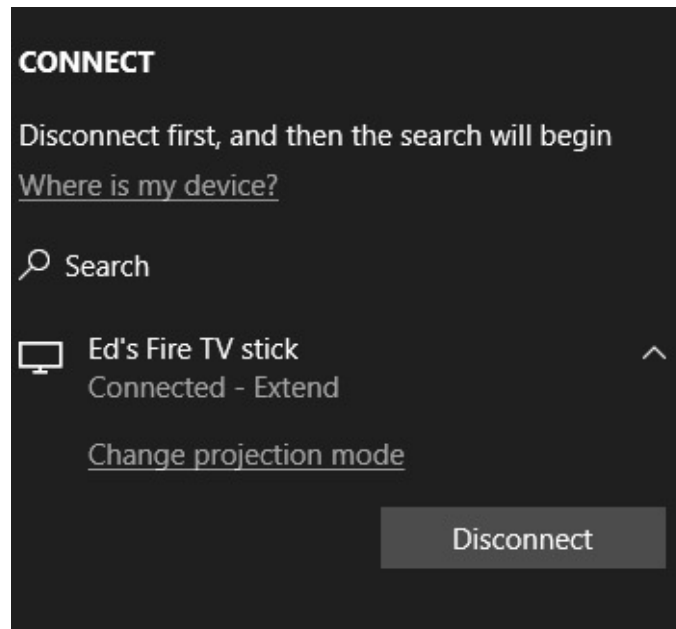 CONNECT
Disconnect first, and then the search will begin
Where is my device?
Search
Ed's Fire TV stick
Connected - Extend
Change projection mode
Disconnect